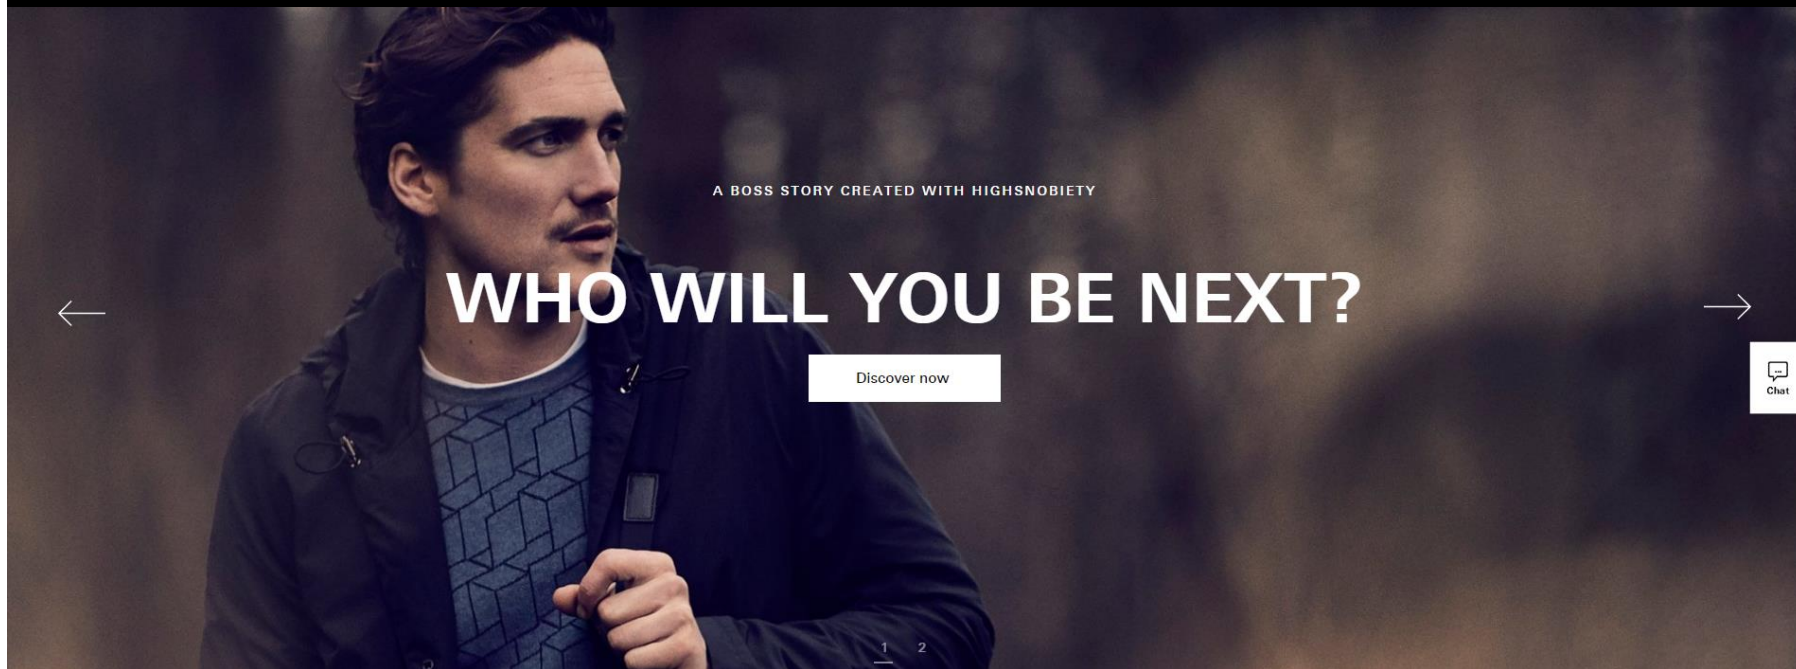 A BOSS STORY CREATED WITH HIGHSNOBIETY
WHO WILL YOU BE NEXT?
Discover now
Chat
1 2